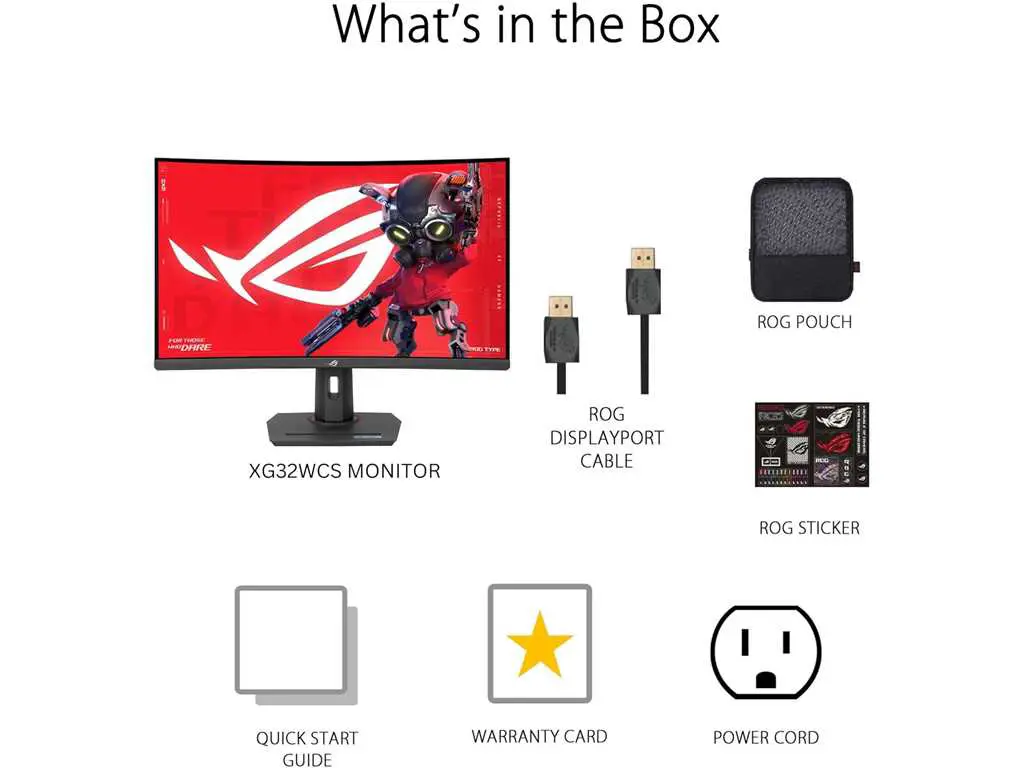 What's in the Box
FOR THOSE
WHO DARE
XG32WCS MONITOR
ROG
DISPLAYPORT
CABLE
ROG POUCH
ROG STICKER
QUICK START
GUIDE
WARRANTY CARD
POWER CORD